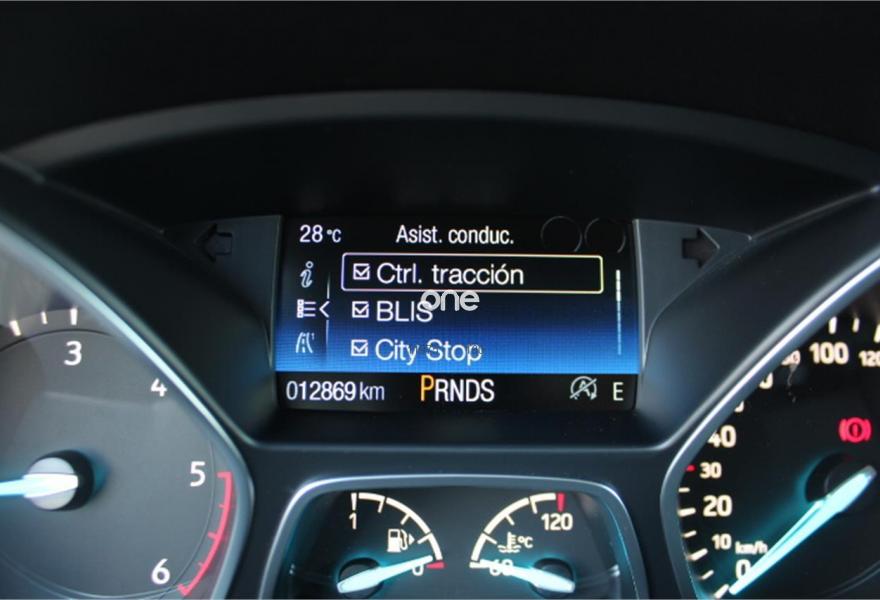 28°C Asist. conduc.
Ctrl. tracción
BLIS
one
City Stop
012869 km PRNDS E
3
4
5
6
1
0
120
°C
60
0
10
20
30
40
100
120
km/h